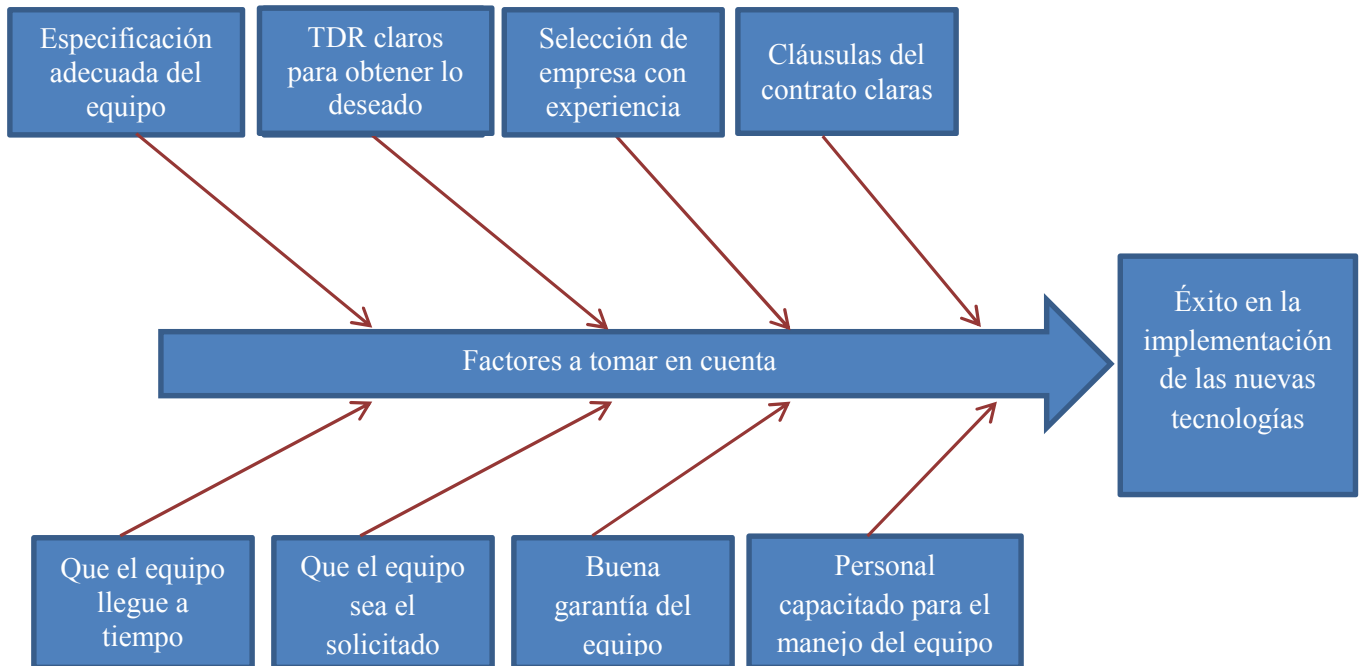 Especificación
adecuada del
equipo
TDR claros
para obtener lo
deseado
Selección de
empresa con
experiencia
Cláusulas del
contrato claras
Factores a tomar en cuenta
Éxito en la
implementación
de las nuevas
tecnologías
Que el equipo
llegue a
tiempo
Que el equipo
sea el
solicitado
Buena
garantía del
equipo
Personal
capacitado para el
manejo del equipo